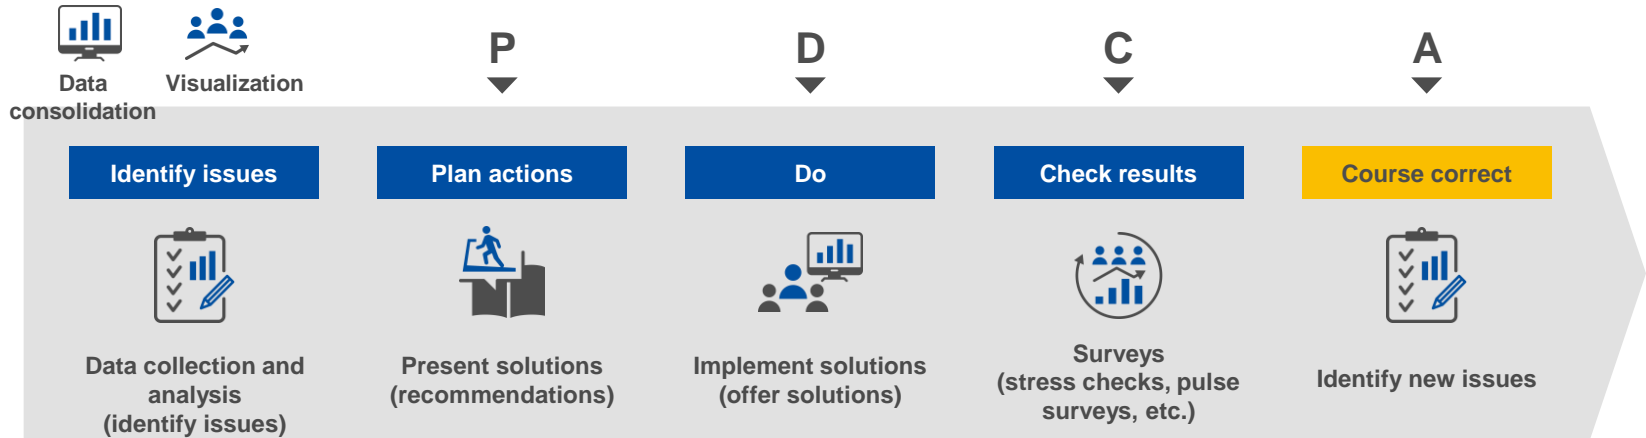 Data
consolidation
Visualization
P
D
C
A
Identify issues
Plan actions
Do
Check results
Course correct
Data collection and
analysis
(identify issues)
Present solutions
(recommendations)
Implement solutions
(offer solutions)
Surveys
(stress checks, pulse
surveys, etc.)
Identify new issues